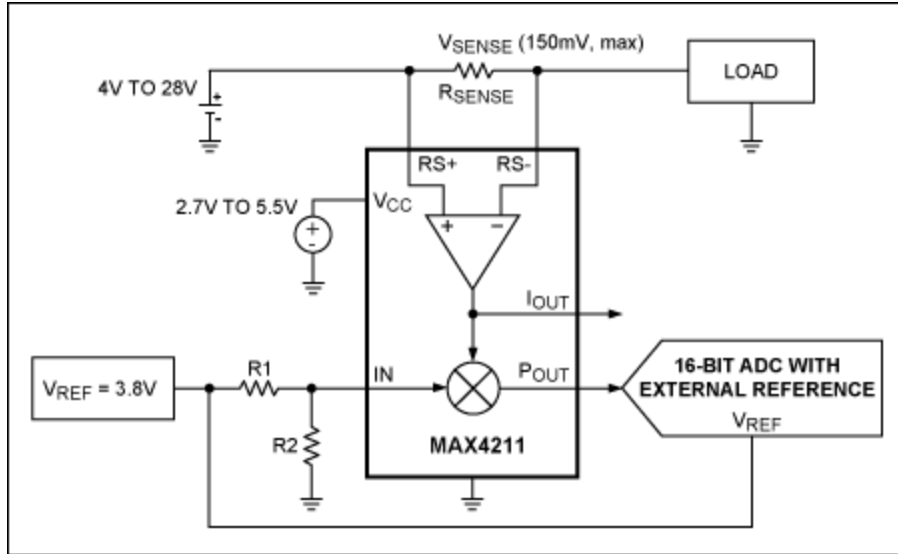 VSENSE (150mV, max)
RSENSE
LOAD
4V TO 28V
+
-
RS+
RS-
VCC
2.7V TO 5.5V
+
-
+
−
IOUT
R1
IN
POUT
VREF = 3.8V
16-BIT ADC WITH
EXTERNAL REFERENCE
VREF
R2
MAX4211